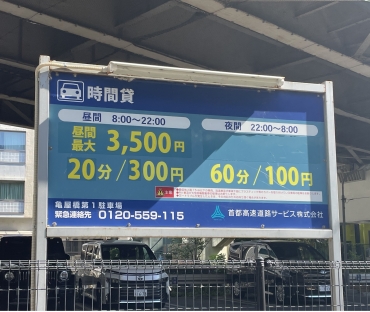 時間貸
昼間 8:00～22:00
昼間最大 3,500円
20分/300円
夜間 22:00～8:00
60分/100円
亀屋橋第1駐車場
緊急連絡先 0120-559-115
首都高速道路サービス株式会社